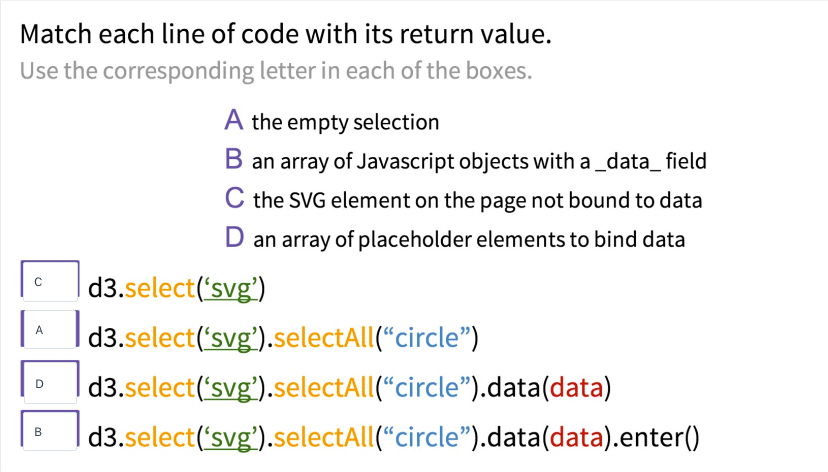 Match each line of code with its return value.
Use the corresponding letter in each of the boxes.
A the empty selection
B an array of Javascript objects with a _data_ field
C the SVG element on the page not bound to data
D an array of placeholder elements to bind data
C d3.select(‘svg’)
A d3.select(‘svg’).selectAll(“circle”)
D d3.select(‘svg’).selectAll(“circle”).data(data)
B d3.select(‘svg’).selectAll(“circle”).data(data).enter()